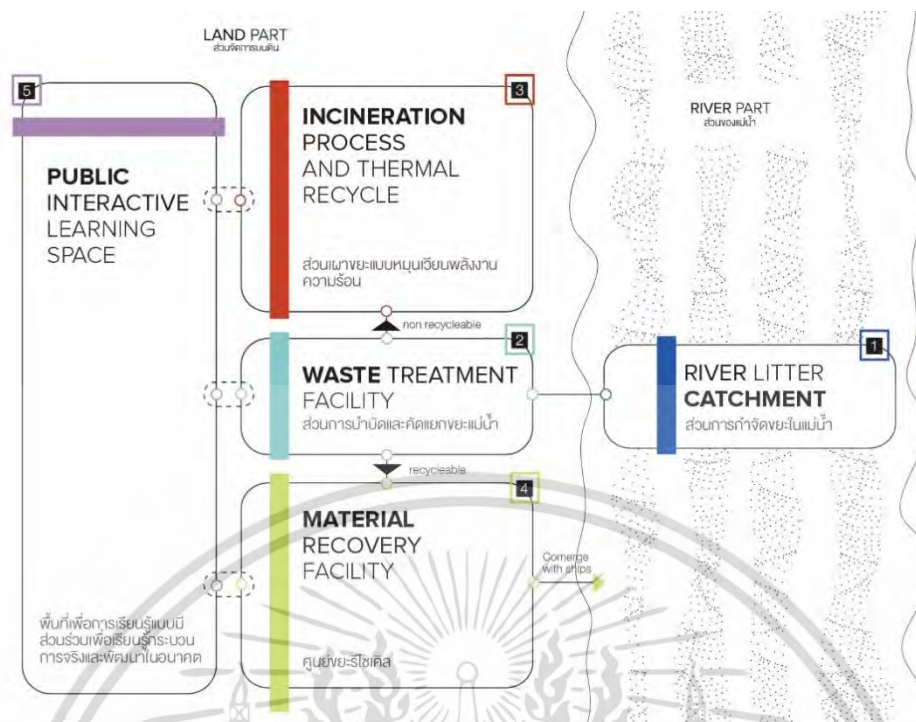 LAND PART
ส่วนจัดการบนดิน
RIVER PART
ส่วนของแม่น้ำ
5
PUBLIC
INTERACTIVE
LEARNING
SPACE
พื้นที่เพื่อการเรียนรู้แบบมี
ส่วนร่วมเพื่อเรียนรู้กระบวน
การจริงและพัฒนาในอนาคต
3
INCINERATION
PROCESS
AND THERMAL
RECYCLE
ส่วนเผาขยะแบบหมุนเวียนพลังงาน
ความร้อน
non recycleable
2
WASTE TREATMENT
FACILITY
ส่วนการบำบัดและคัดแยกขยะแม่น้ำ
recycleable
1
RIVER LITTER
CATCHMENT
ส่วนการกำจัดขยะในแม่น้ำ
4
MATERIAL
RECOVERY
FACILITY
ศูนย์ขยะรีไซเคิล
Comerge
with ships